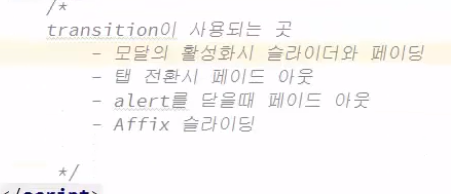 /*
transition이 사용되는 곳
- 모달의 활성화시 슬라이더와 페이딩
- 탭 전환시 페이드 아웃
- alert를 닫을때 페이드 아웃
- Affix 슬라이딩
*/
</script>